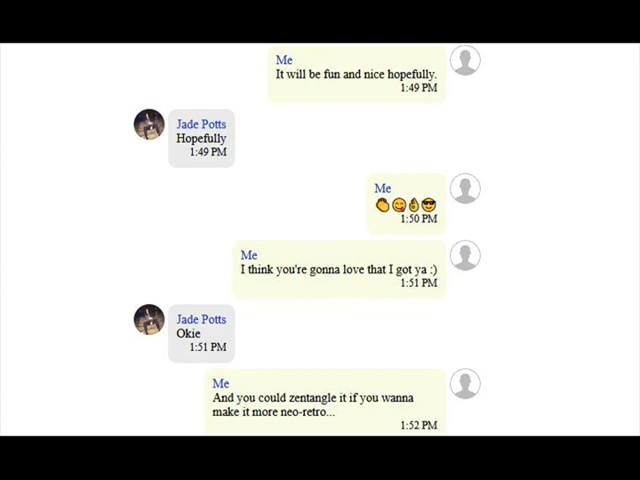 Me
It will be fun and nice hopefully.
1:49 PM
Jade Potts
Hopefully
1:49 PM
Me
👏😋👌😎
1:50 PM
Me
I think you're gonna love that I got ya :)
1:51 PM
Jade Potts
Okie
1:51 PM
Me
And you could zentangle it if you wanna
make it more neo-retro...
1:52 PM